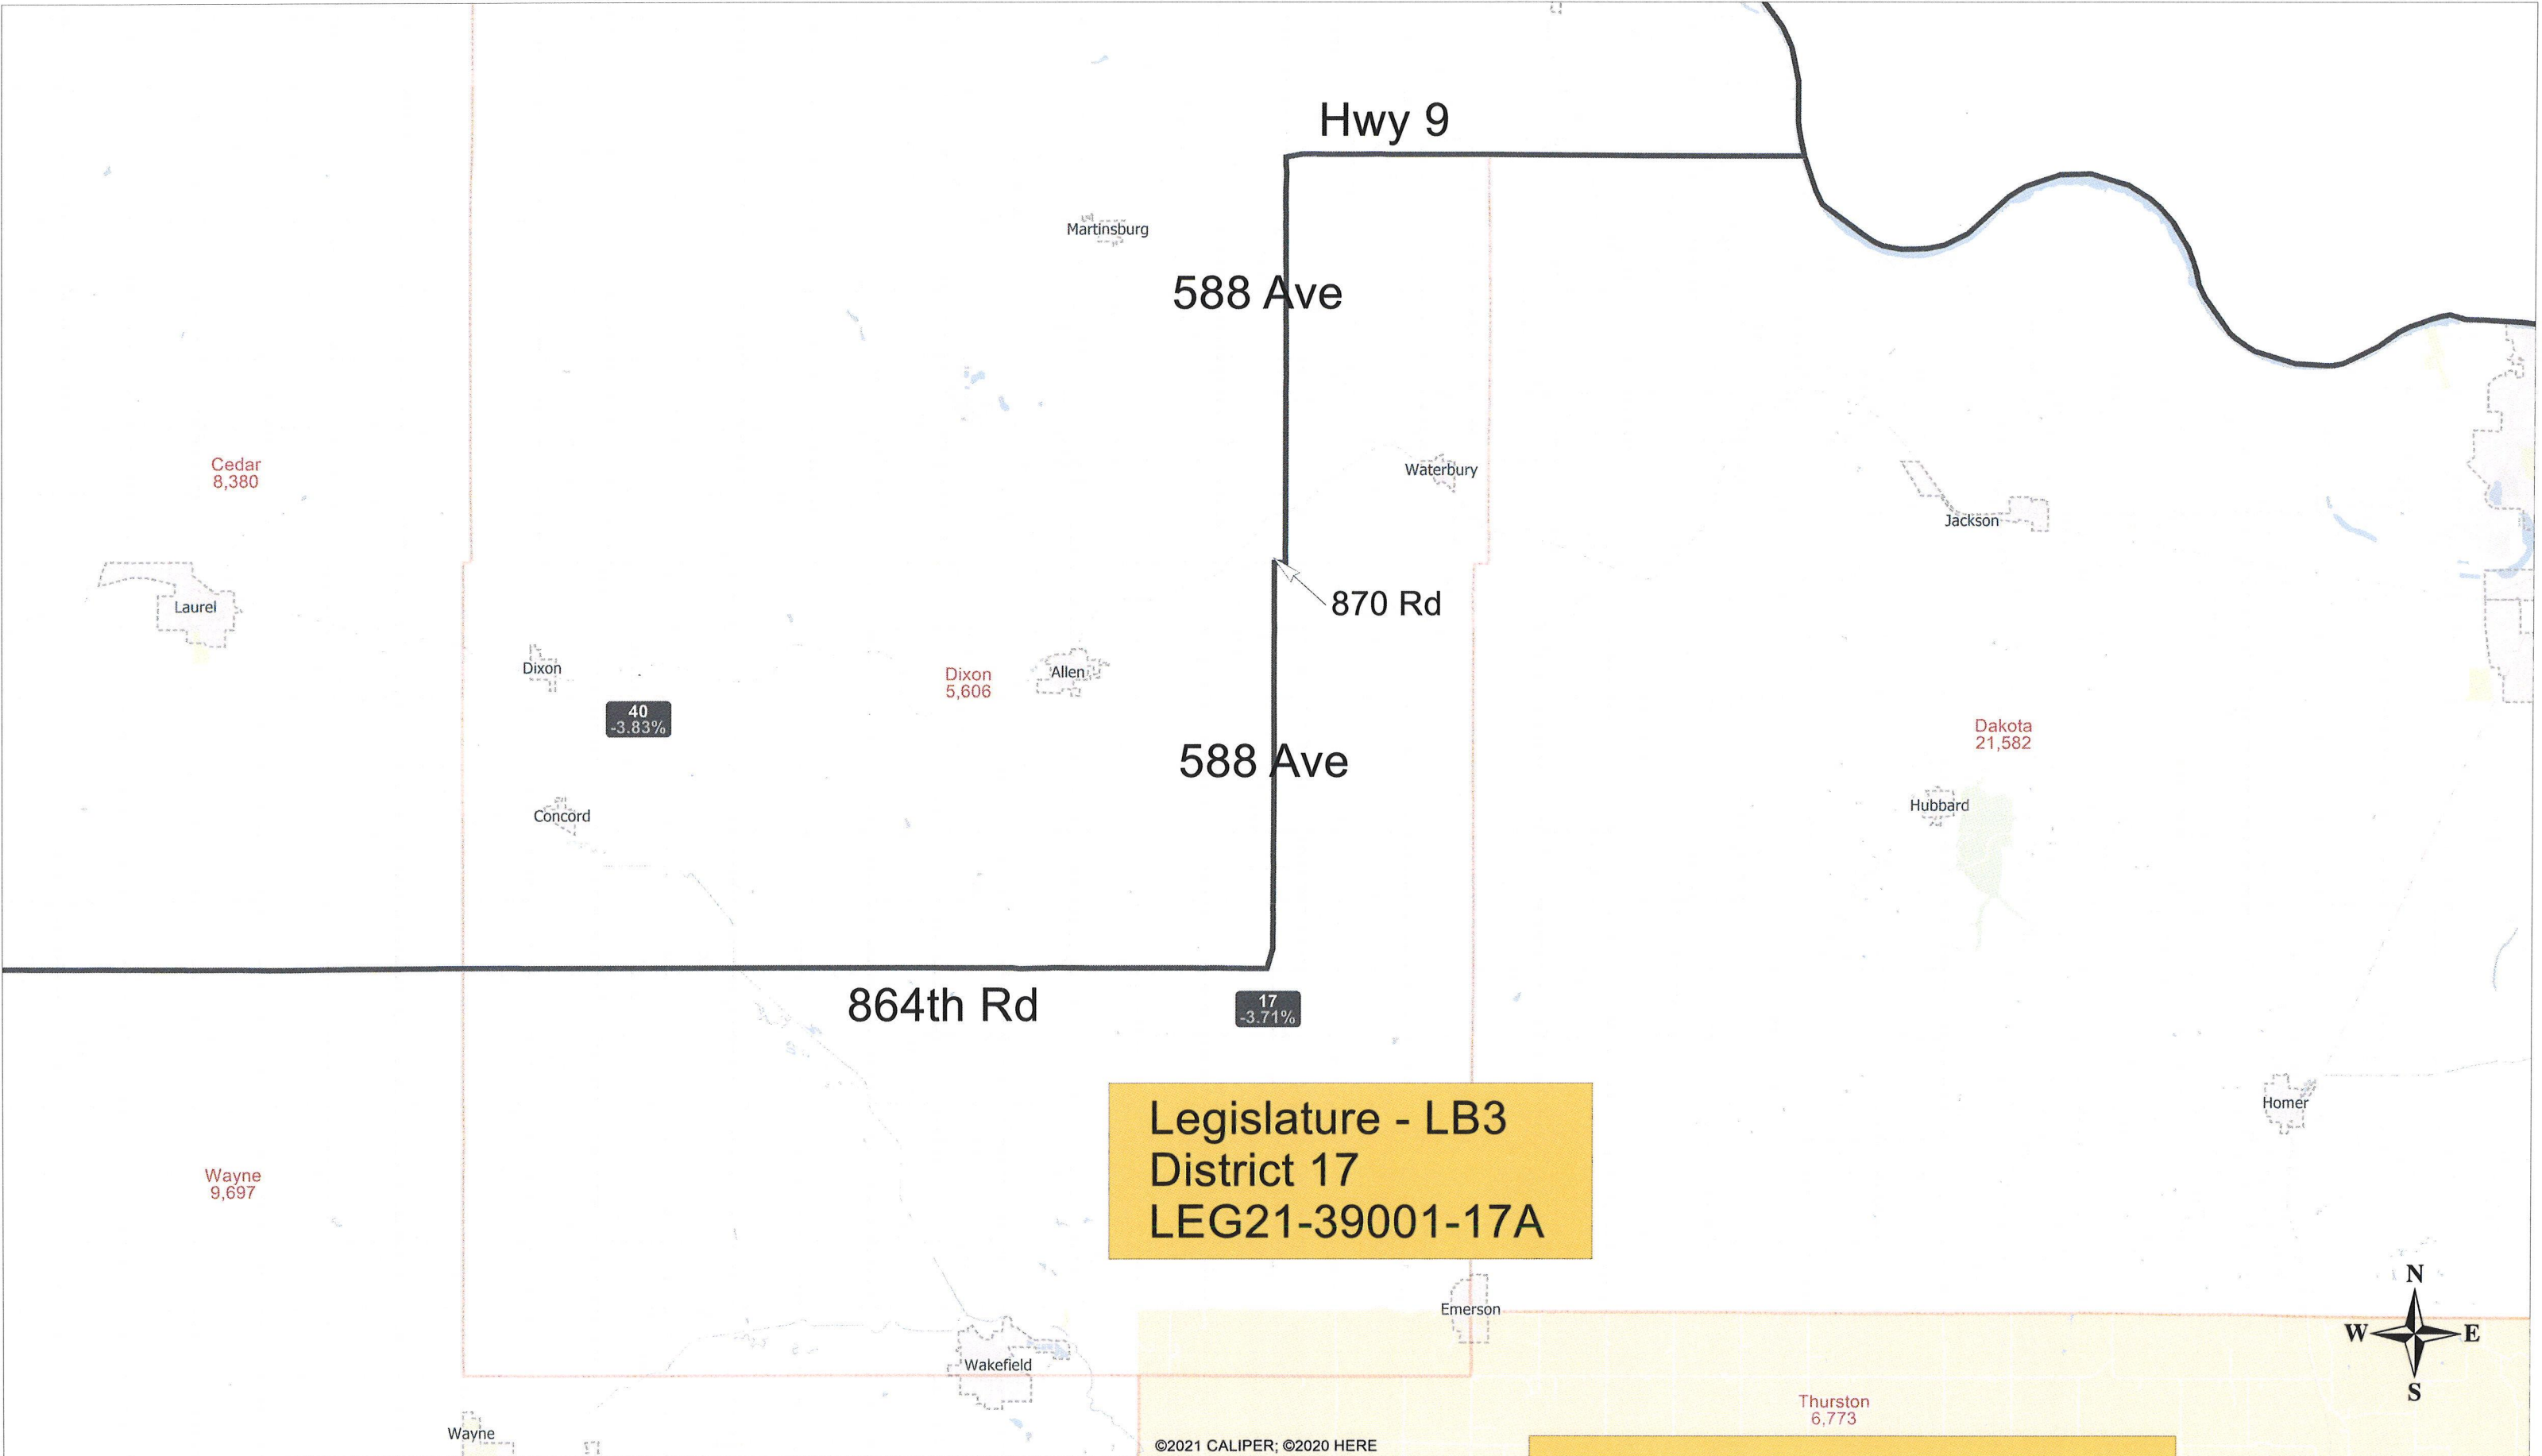 Hwy 9
Martinsburg
588 Ave
Cedar
8,380
Waterbury
Jackson
870 Rd
Laurel
Dixon
Dixon
5,606
Allen
40
-3.83%
Dakota
21,582
588 Ave
Hubbard
Concord
864th Rd
17
-3.71%
Legislature - LB3
District 17
LEG21-39001-17A
Homer
Wayne
9,697
N
W
E
S
Emerson
Wakefield
Thurston
6,773
Wayne
©2021 CALIPER; ©2020 HERE